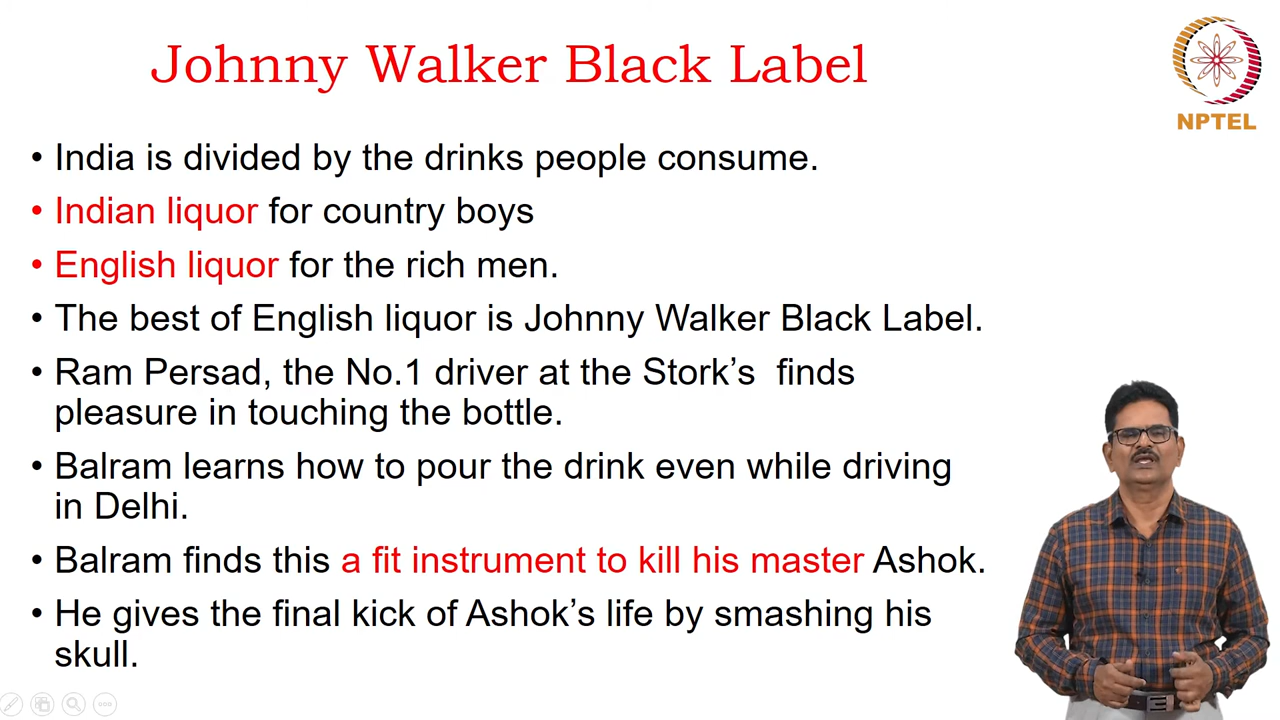 Johnny Walker Black Label
NPTEL
• India is divided by the drinks people consume.
• Indian liquor for country boys
• English liquor for the rich men.
• The best of English liquor is Johnny Walker Black Label.
• Ram Persad, the No.1 driver at the Stork’s  finds
pleasure in touching the bottle.
• Balram learns how to pour the drink even while driving
in Delhi.
• Balram finds this a fit instrument to kill his master Ashok.
• He gives the final kick of Ashok’s life by smashing his
skull.